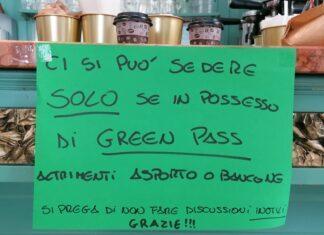 CI SI PUO' SEDERE
SOLO SE IN POSSESSO
DI GREEN PASS
ALTRIMENTI ASPORTO O BANCONE
SI PREGA DI NON FARE DISCUSSIONI INUTILI
GRAZIE!!!